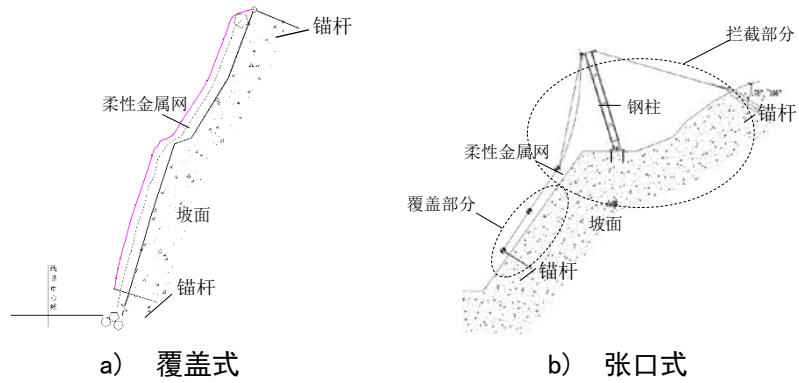 锚杆
柔性金属网
坡面
锚杆
a) 覆盖式
拦截部分
钢柱
锚杆
柔性金属网
覆盖部分
坡面
锚杆
b) 张口式